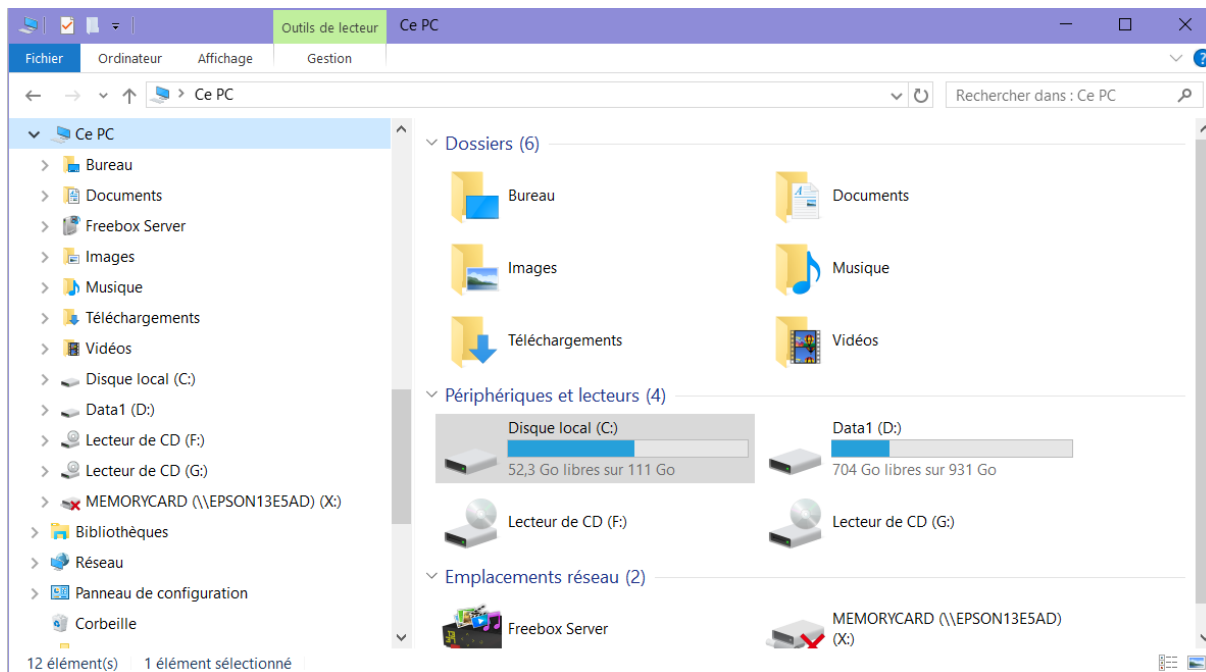 Outils de lecteur
Ce PC
Fichier
Ordinateur
Affichage
Gestion
?
Ce PC
Rechercher dans : Ce PC
Ce PC
Bureau
Documents
Freebox Server
Images
Musique
Téléchargements
Vidéos
Disque local (C:)
Data1 (D:)
Lecteur de CD (F:)
Lecteur de CD (G:)
MEMORYCARD (\\EPSON13E5AD) (X:)
Bibliothèques
Réseau
Panneau de configuration
Corbeille
Dossiers (6)
Bureau
Documents
Images
Musique
Téléchargements
Vidéos
Périphériques et lecteurs (4)
Disque local (C:)
52,3 Go libres sur 111 Go
Data1 (D:)
704 Go libres sur 931 Go
Lecteur de CD (F:)
Lecteur de CD (G:)
Emplacements réseau (2)
Freebox Server
MEMORYCARD (\\EPSON13E5AD)
(X:)
12 élément(s)
1 élément sélectionné